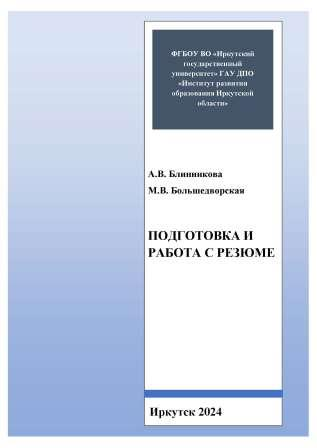 ФГБОУ ВО «Иркутский
государственный
университет» ГАУ ДПО
«Институт развития
образования Иркутской
области»
А.В. Блинникова
М.В. Большедворская
ПОДГОТОВКА И
РАБОТА С РЕЗЮМЕ
Иркутск 2024